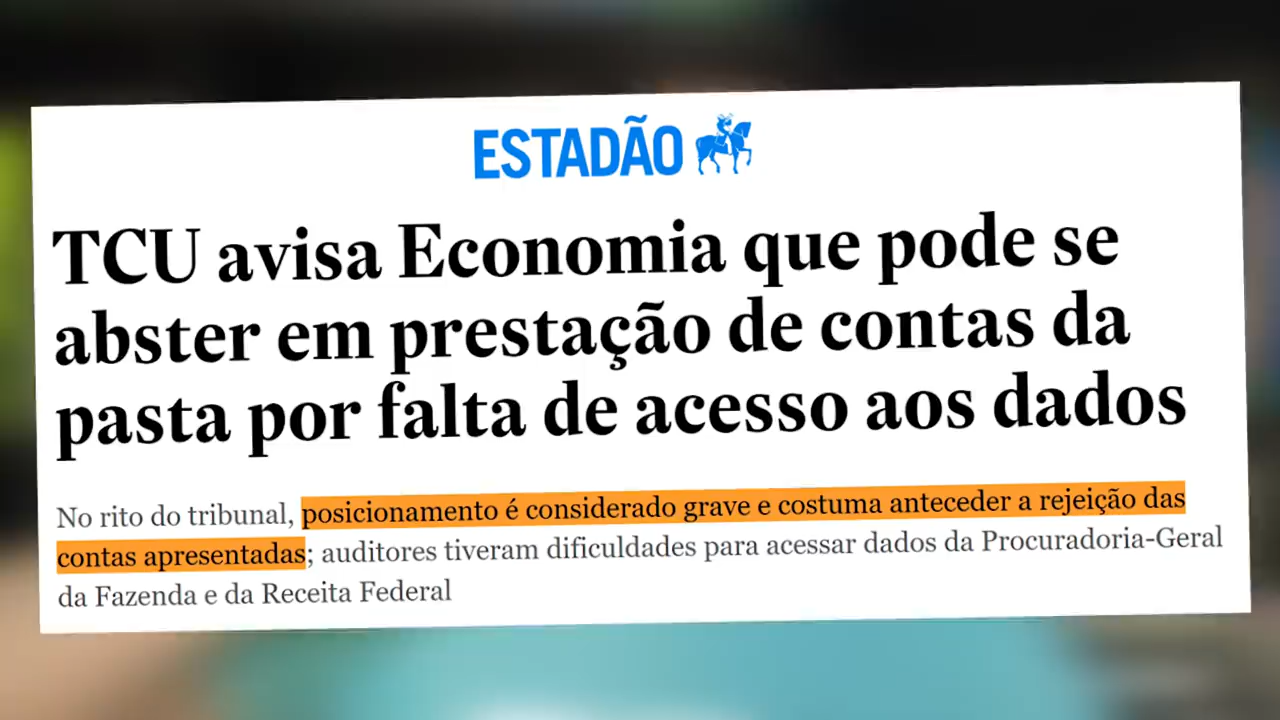 ESTADÃO
TCU avisa Economia que pode se
abster em prestação de contas da
pasta por falta de acesso aos dados
No rito do tribunal, posicionamento é considerado grave e costuma anteceder a rejeição das
contas apresentadas; auditores tiveram dificuldades para acessar dados da Procuradoria-Geral
da Fazenda e da Receita Federal